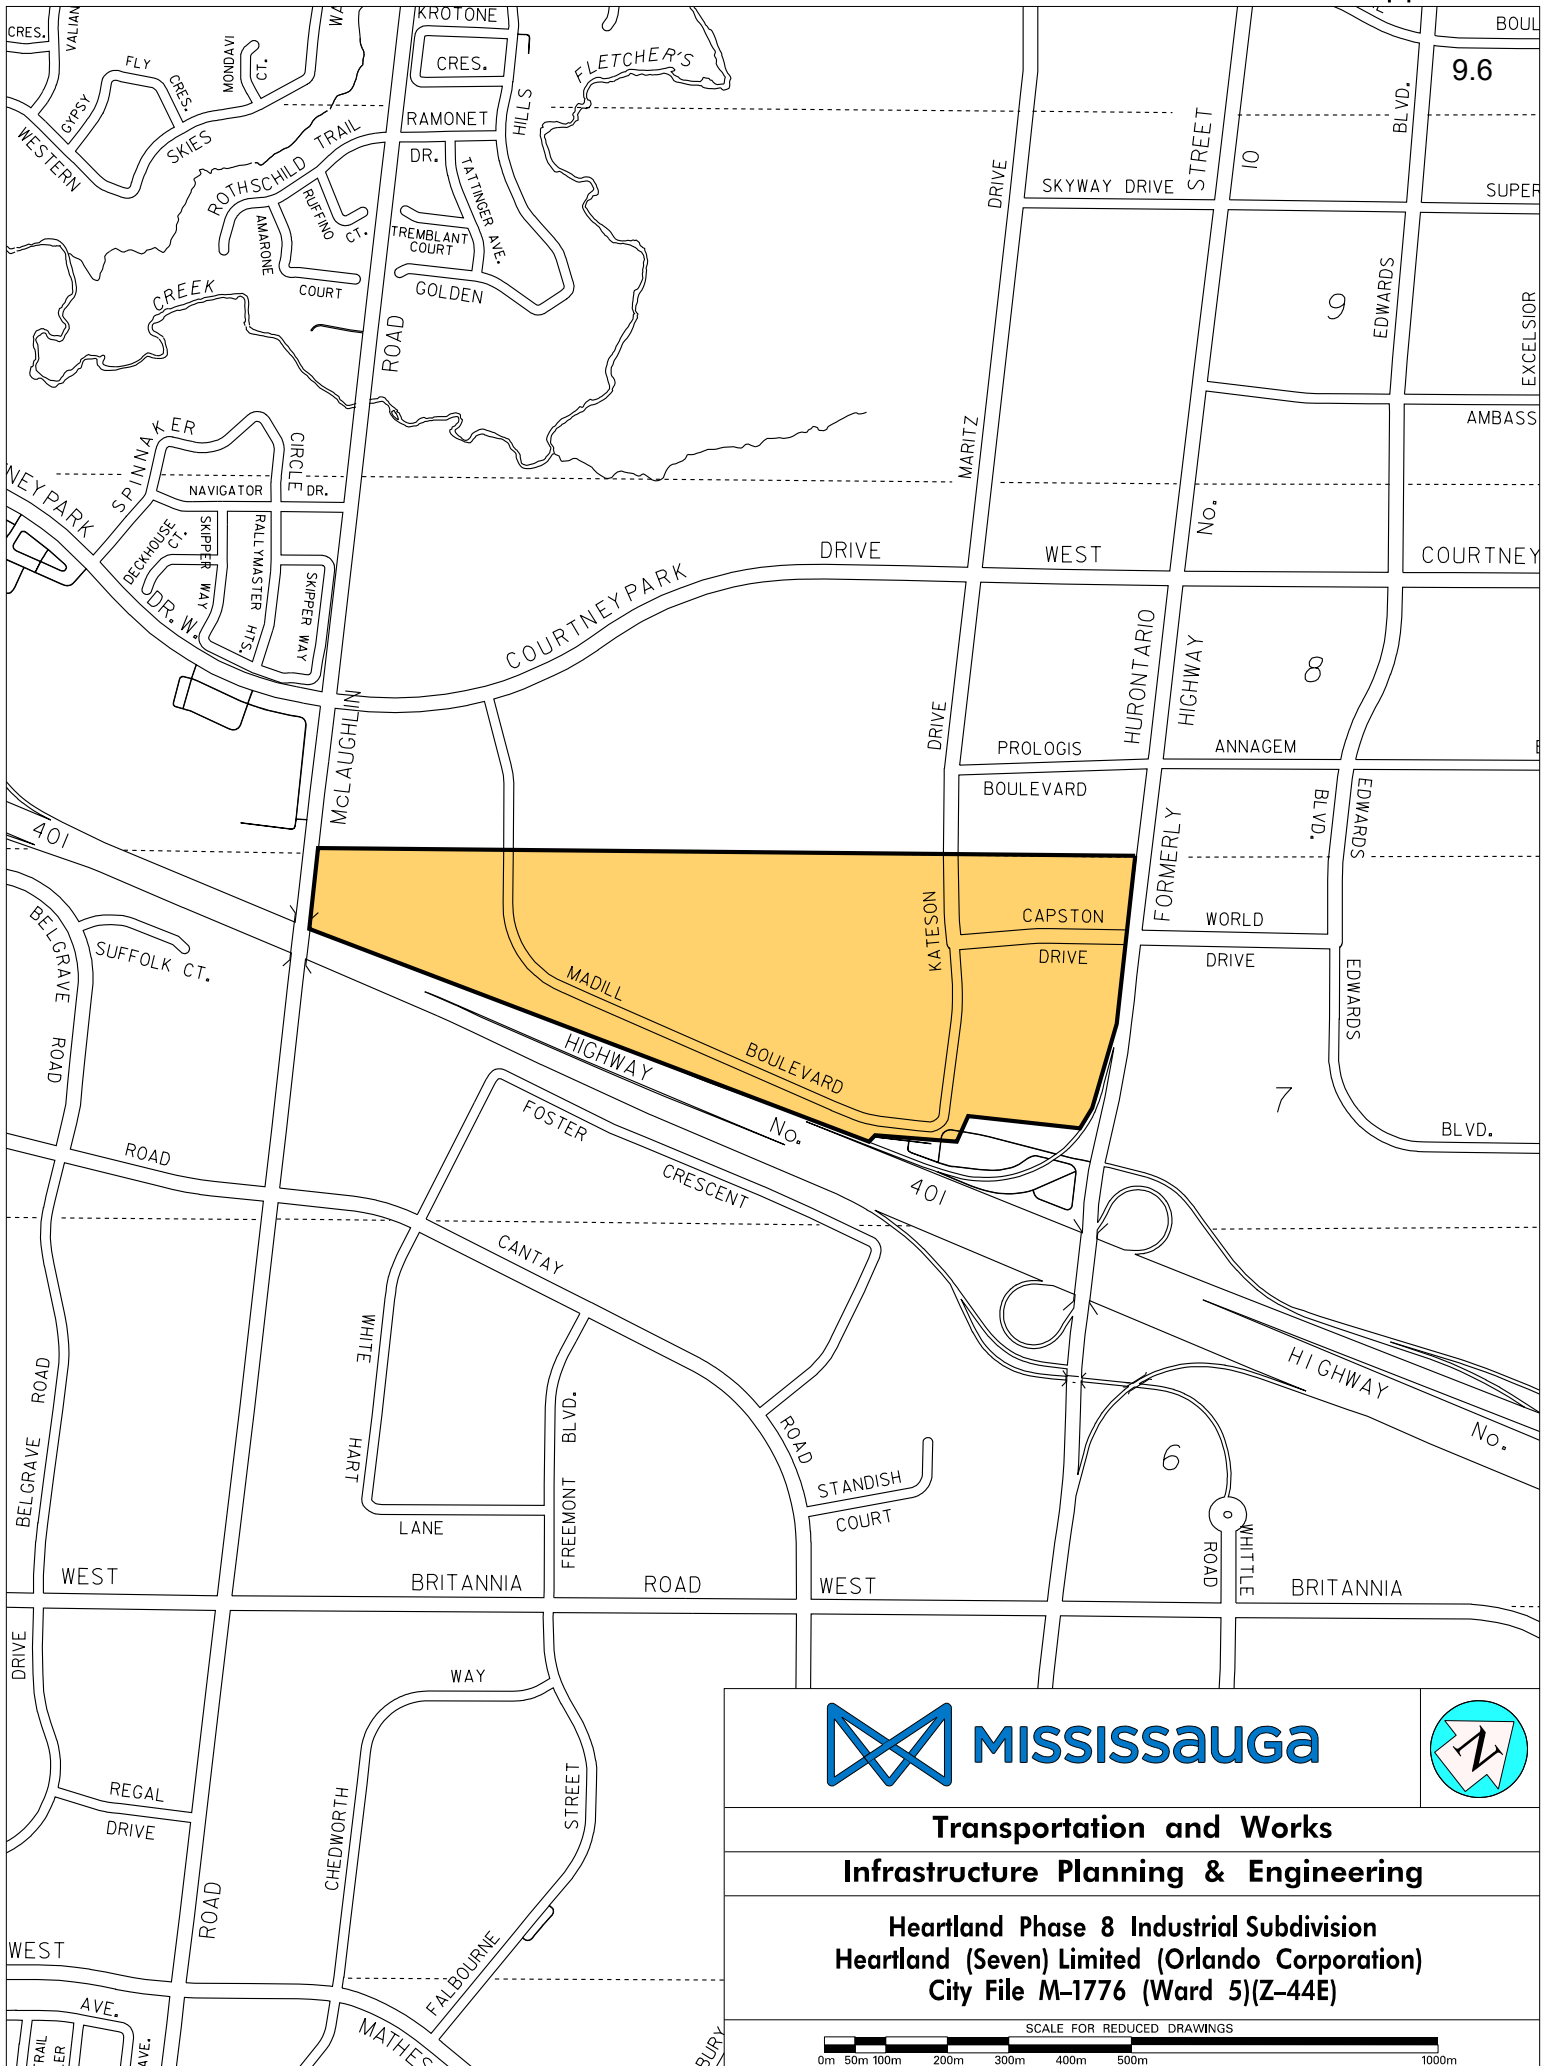 CRES.
VALIAN
WA
KROTONE
BOUL
CRES.
FLETCHER'S
9.6
FLY
MONDAVI
CT.
CRES.
GYPSY
WESTERN
SKIES
RAMONET
HILLS
BLVD.
ROTHSCHILD TRAIL
DR.
STREET
10
DRIVE
SKYWAY DRIVE
SUPER
TATTINGER AVE.
RUFFINO
CT.
AMARONE
TREMBLANT
COURT
COURT
GOLDEN
CREEK
ROAD
9
EDWARDS
EXCELSIOR
AMBASS
SPINNAKER
CIRCLE
MARITZ
NEYPARK
NAVIGATOR
DR.
No.
DECKHOUSE
CT.
SKIPPER WAY
RALLYMASTER
HTS.
SKIPPER WAY
DR. W.
DRIVE
WEST
COURTNEY
COURTNEYPARK
HURONTARIO
HIGHWAY
8
McLAUGHLIN
DRIVE
PROLOGIS
BOULEVARD
ANNAGEM
BLVD.
EDWARDS
401
FORMERLY
BELGRAVE
ROAD
SUFFOLK CT.
KATESON
CAPSTON
DRIVE
WORLD
DRIVE
EDWARDS
MADILL
BOULEVARD
HIGHWAY
No.
401
7
BLVD.
FOSTER
CRESCENT
ROAD
CANTAY
WHITE
HART
HIGHWAY
No.
BELGRAVE ROAD
FREEMONT BLVD.
ROAD
6
STANDISH
COURT
LANE
WHITTLE
ROAD
WEST
BRITANNIA
ROAD
WEST
BRITANNIA
DRIVE
WAY
REGAL
DRIVE
CHEDWORTH
STREET
ROAD
WEST
FALBOURNE
AVE.
MATHES
TRAIL
ER
AVE.
BURY
MISSISSauGa
N
Transportation and Works
Infrastructure Planning & Engineering
Heartland Phase 8 Industrial Subdivision
Heartland (Seven) Limited (Orlando Corporation)
City File M-1776 (Ward 5)(Z-44E)
SCALE FOR REDUCED DRAWINGS
0m 50m 100m 200m 300m 400m 500m 1000m